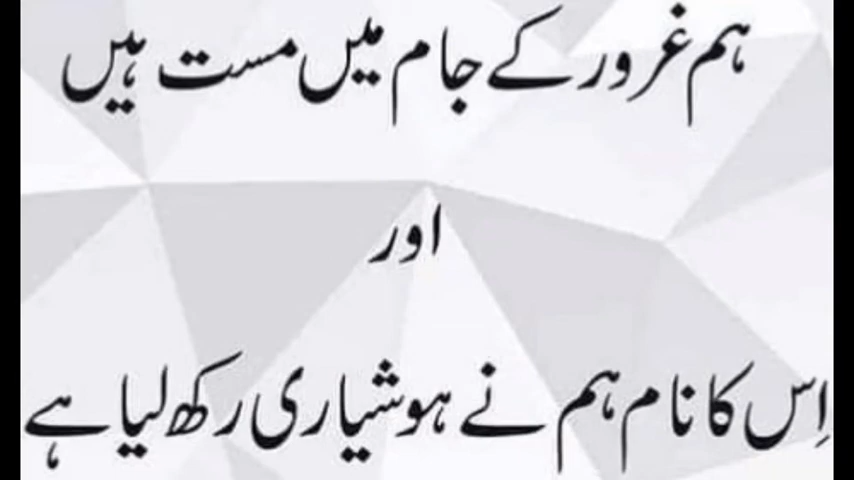 ہم غرور کے جام میں مست ہیں
اور
اِس کا نام ہم نے ہوشیاری رکھ لیا ہے